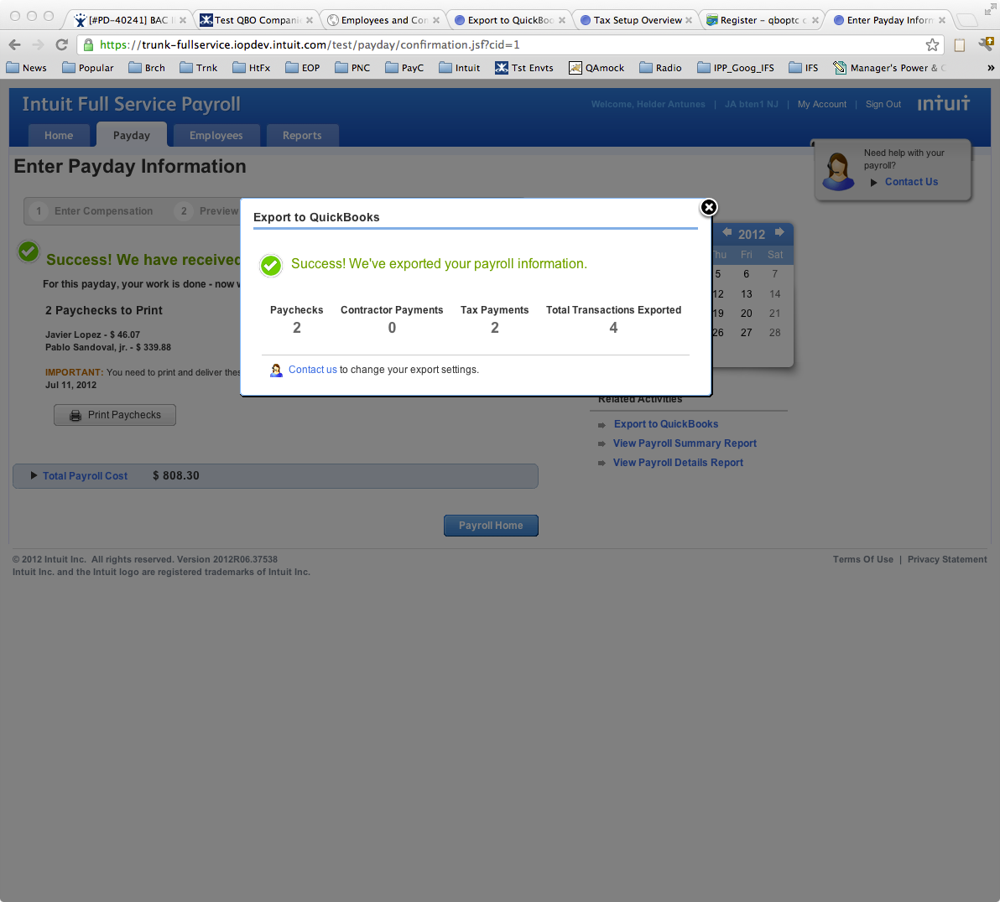 [#PD-40241] BAC
Test QBO Compani
Employees and Con
Export to QuickBoo
Tax Setup Overview
Register – qboptc c
Enter Payday Inform
https://trunk-fullservice.iopdev.intuit.com/test/payday/confirmation.jsf?cid=1
News Popular Brch Trnk HtFx EOP PNC PayC Intuit Tst Envts QAmock Radio IPP_Goog_IFS IFS Manager's Power & C »
Intuit Full Service Payroll
Welcome, Helder Antunes | JA bten1 NJ | My Account | Sign Out intuit
Home Payday Employees Reports
Enter Payday Information
Need help with your
payroll?
Contact Us
1 Enter Compensation 2 Preview
Export to QuickBooks
2012
Thu Fri Sat
5 6 7
12 13 14
19 20 21
26 27 28
Success! We have received
For this payday, your work is done - now
2 Paychecks to Print
Javier Lopez - $ 46.07
Pablo Sandoval, jr. - $ 339.88
IMPORTANT: You need to print and deliver thes
Jul 11, 2012
Print Paychecks
Success! We've exported your payroll information.
Paychecks Contractor Payments Tax Payments Total Transactions Exported
2 0 2 4
Contact us to change your export settings.
Related Activities
Export to QuickBooks
View Payroll Summary Report
View Payroll Details Report
Total Payroll Cost $ 808.30
Payroll Home
© 2012 Intuit Inc. All rights reserved. Version 2012R06.37538
Intuit Inc. and the Intuit logo are registered trademarks of Intuit Inc.
Terms Of Use | Privacy Statement